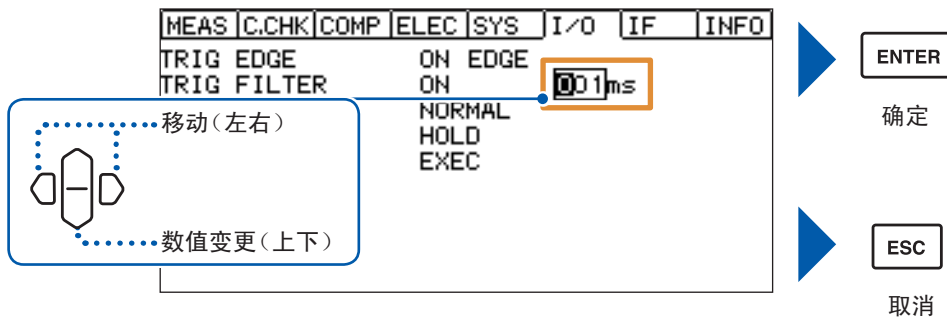 MEAS C.CHK COMP ELEC SYS I/O IF INFO
TRIG EDGE ON EDGE
TRIG FILTER ON 001ms
NORMAL
HOLD
EXEC
移动（左右）
数值变更（上下）
ENTER
确定
ESC
取消